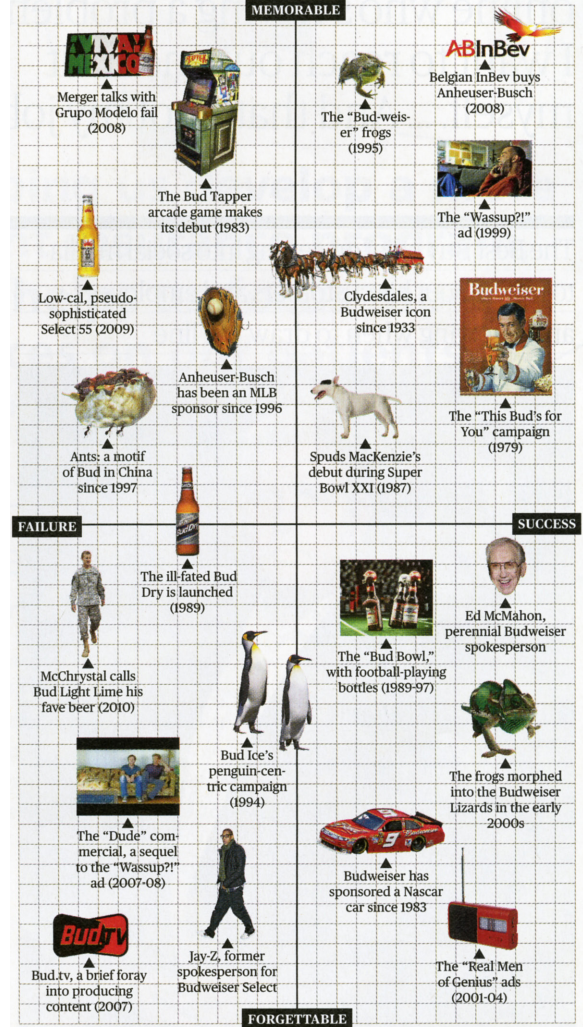 MEMORABLE
¡VIVA!
MEXICO
Merger talks with
Grupo Modelo fail
(2008)
The Bud Tapper
arcade game makes
its debut (1983)
The “Bud-weis-
er” frogs
(1995)
ABInBev
Belgian InBev buys
Anheuser-Busch
(2008)
The “Wassup?!”
ad (1999)
Low-cal, pseudo-
sophisticated
Select 55 (2009)
Anheuser-Busch
has been an MLB
sponsor since 1996
Clydesdales, a
Budweiser icon
since 1933
Budweiser
The “This Bud’s for
You” campaign
(1979)
Ants: a motif
of Bud in China
since 1997
Spuds MacKenzie’s
debut during Super
Bowl XXI (1987)
FAILURE
SUCCESS
Bud Dry
The ill-fated Bud
Dry is launched
(1989)
McChrystal calls
Bud Light Lime his
fave beer (2010)
The “Bud Bowl,”
with football-playing
bottles (1989-97)
Ed McMahon,
perennial Budweiser
spokesperson
Bud Ice’s
penguin-cen-
tric campaign
(1994)
The frogs morphed
into the Budweiser
Lizards in the early
2000s
The “Dude” com-
mercial, a sequel
to the “Wassup?!”
ad (2007-08)
Budweiser
9
Budweiser has
sponsored a Nascar
car since 1983
Bud.TV
Bud.tv, a brief foray
into producing
content (2007)
Jay-Z, former
spokesperson for
Budweiser Select
The “Real Men
of Genius” ads
(2001-04)
FORGETTABLE